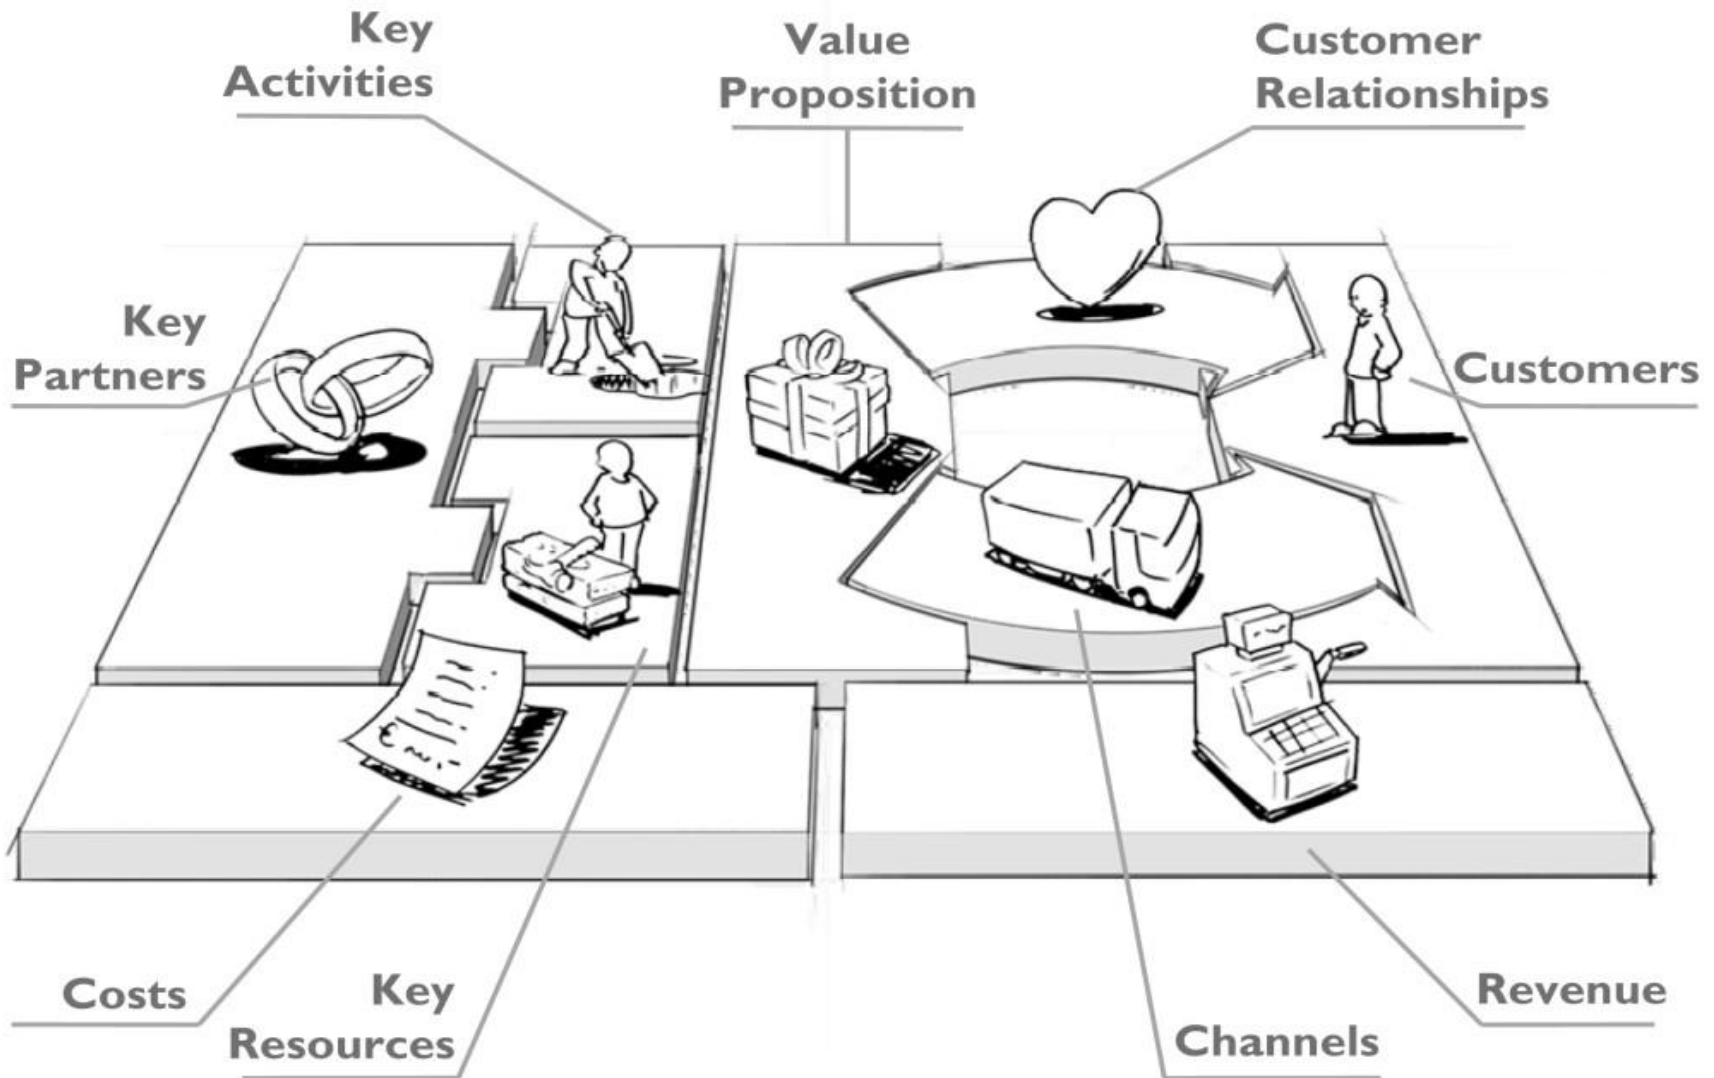 Key
Activities
Value
Proposition
Customer
Relationships
Key
Partners
Customers
€
Costs
Key
Resources
Channels
Revenue